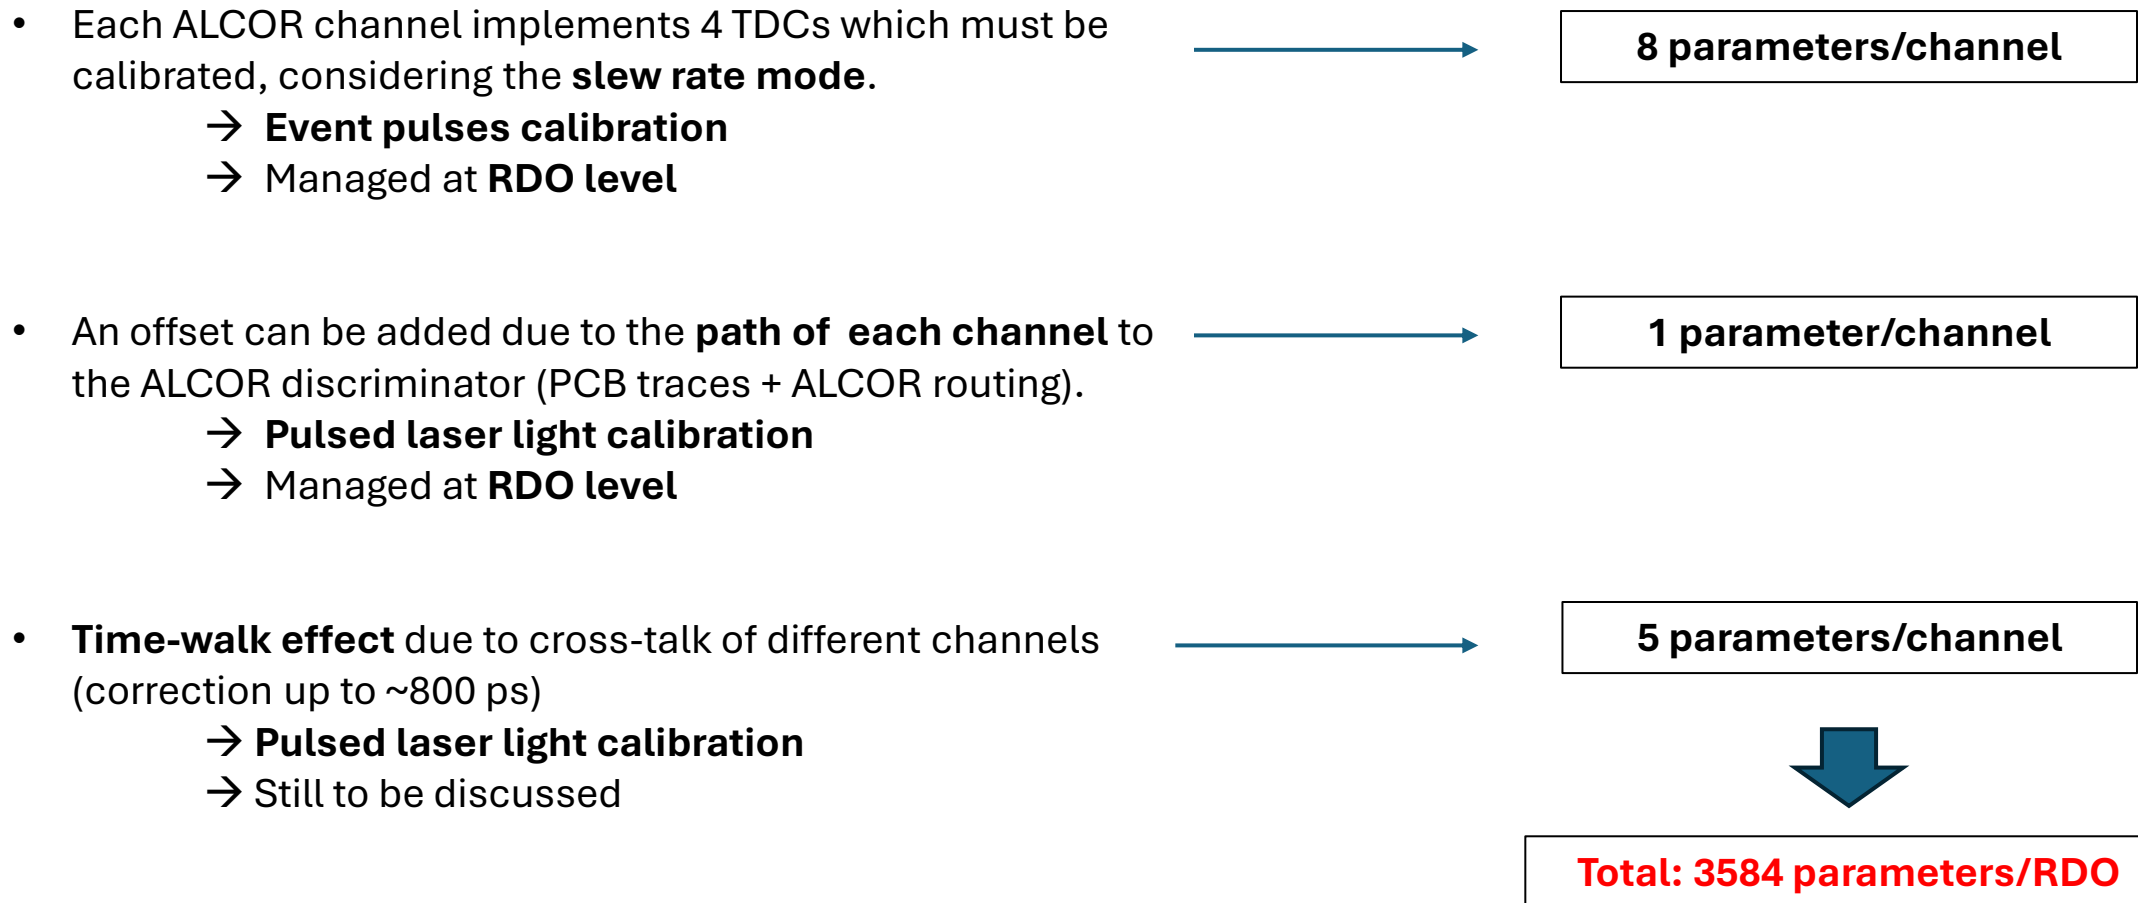 • Each ALCOR channel implements 4 TDCs which must be
calibrated, considering the slew rate mode.
→ Event pulses calibration
→ Managed at RDO level
8 parameters/channel
• An offset can be added due to the path of each channel to
the ALCOR discriminator (PCB traces + ALCOR routing).
→ Pulsed laser light calibration
→ Managed at RDO level
1 parameter/channel
• Time-walk effect due to cross-talk of different channels
(correction up to ~800 ps)
→ Pulsed laser light calibration
→ Still to be discussed
5 parameters/channel
Total: 3584 parameters/RDO